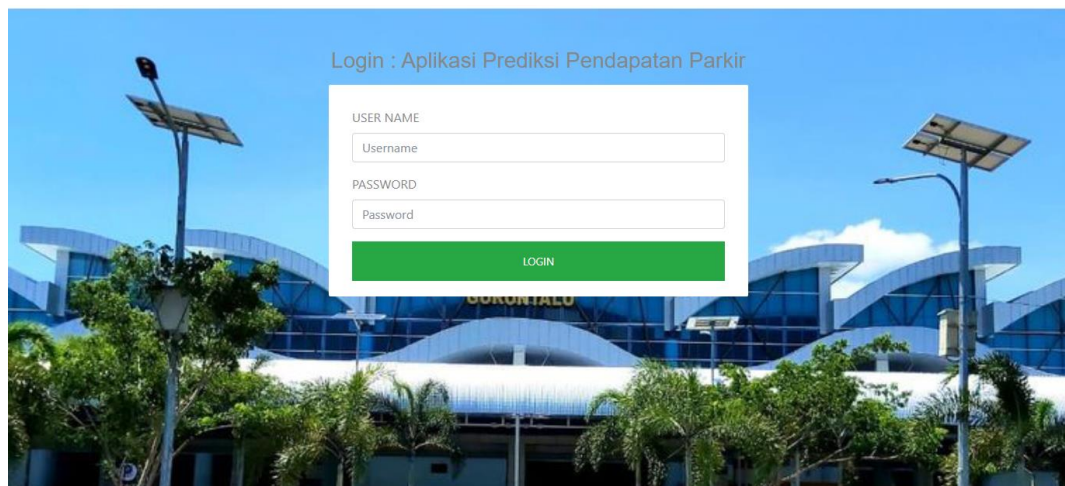 Login : Aplikasi Prediksi Pendapatan Parkir
USER NAME
Username
PASSWORD
Password
LOGIN
GORONTALO
P